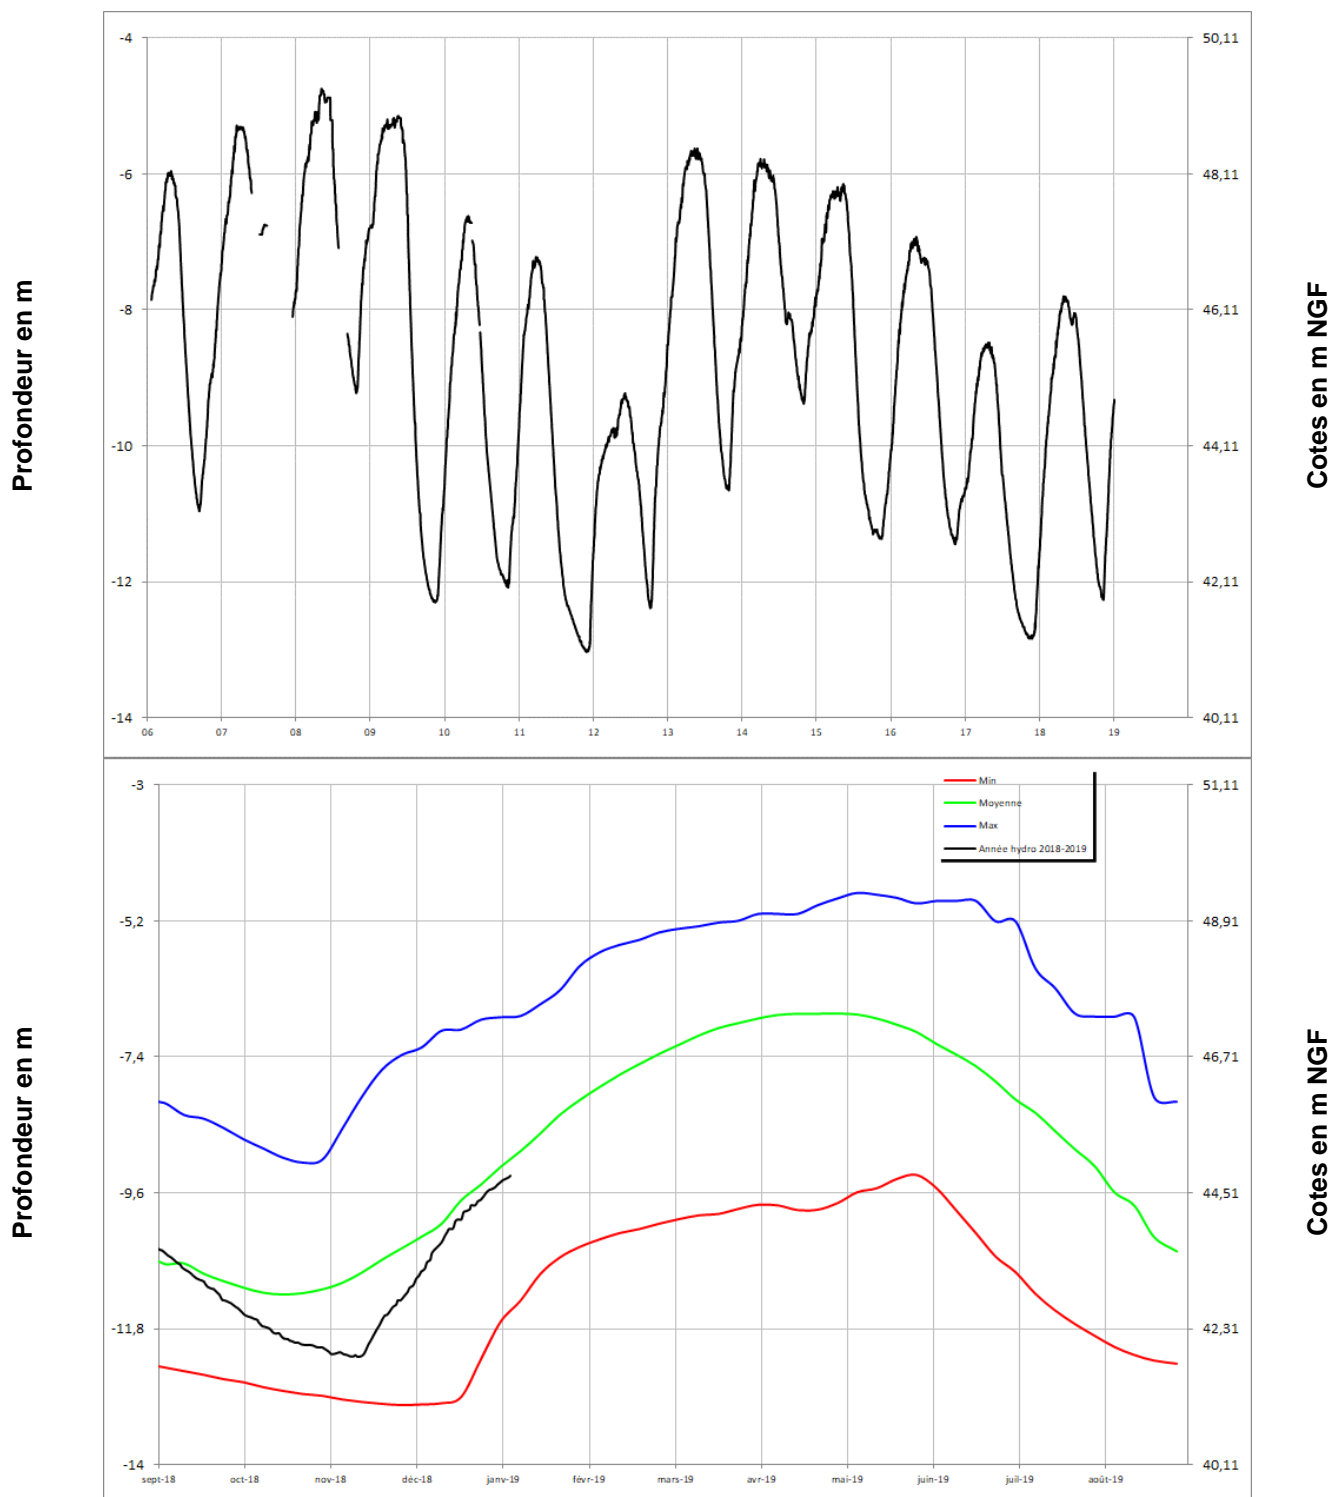 Profondeur en m
-4
-6
-8
-10
-12
-14
50,11
48,11
46,11
44,11
42,11
40,11
Cotes en m NGF
06 07 08 09 10 11 12 13 14 15 16 17 18 19
Profondeur en m
-3
-5,2
-7,4
-9,6
-11,8
-14
Min
Moyenne
Max
Année hydro 2018-2019
51,11
48,91
46,71
44,51
42,31
40,11
Cotes en m NGF
sept-18 oct-18 nov-18 déc-18 janv-19 févr-19 mars-19 avr-19 mai-19 juin-19 juil-19 août-19